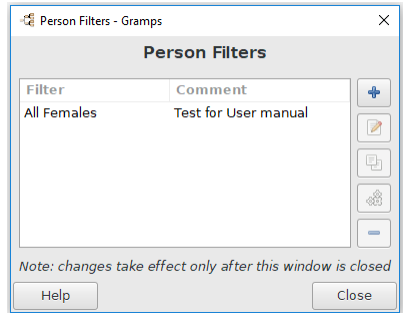 Person Filters - Gramps
Person Filters
Filter Comment
All Females Test for User manual
Note: changes take effect only after this window is closed
Help Close